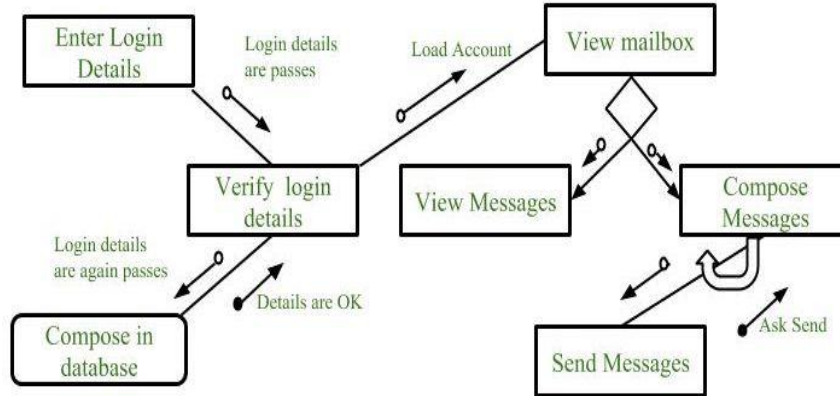 Enter Login
Details
Login details
are passes
Load Account
View mailbox
Verify login
details
View Messages
Compose
Messages
Login details
are again passes
Details are OK
Compose in
database
Send Messages
Ask Send